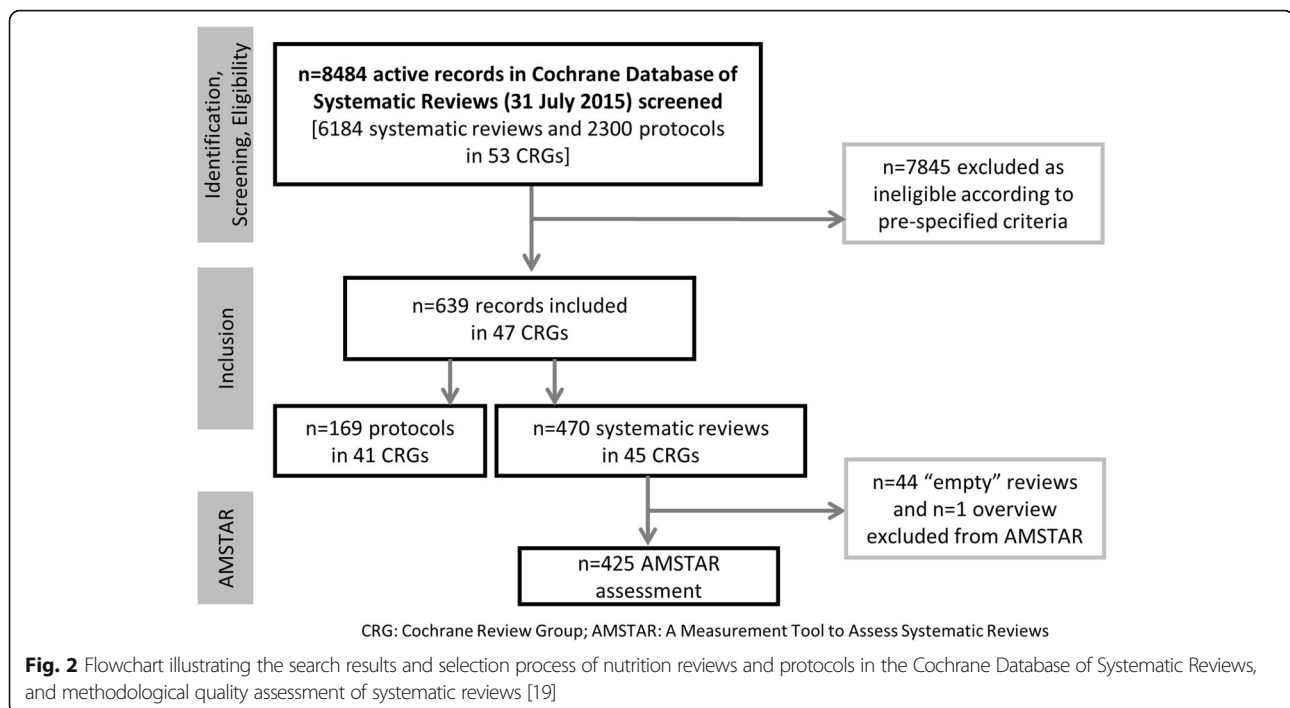 Identification,
Screening, Eligibility
n=8484 active records in Cochrane Database of
Systematic Reviews (31 July 2015) screened
[6184 systematic reviews and 2300 protocols
in 53 CRGs]
n=7845 excluded as
ineligible according to
pre-specified criteria
Inclusion
n=639 records included
in 47 CRGs
n=169 protocols
in 41 CRGs
n=470 systematic reviews
in 45 CRGs
n=44 “empty” reviews
and n=1 overview
excluded from AMSTAR
AMSTAR
n=425 AMSTAR
assessment
CRG: Cochrane Review Group; AMSTAR: A Measurement Tool to Assess Systematic Reviews
Fig. 2 Flowchart illustrating the search results and selection process of nutrition reviews and protocols in the Cochrane Database of Systematic Reviews,
and methodological quality assessment of systematic reviews [19]